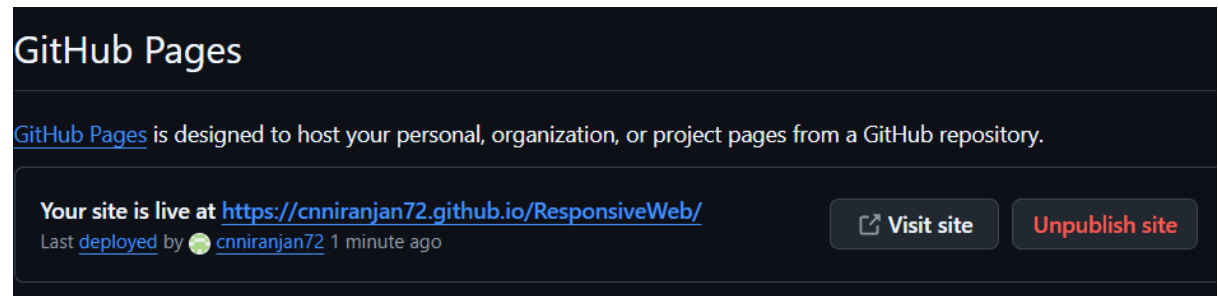 GitHub Pages
GitHub Pages is designed to host your personal, organization, or project pages from a GitHub repository.
Your site is live at https://cnniranjan72.github.io/ResponsiveWeb/
Last deployed by cnniranjan72 1 minute ago
Visit site
Unpublish site